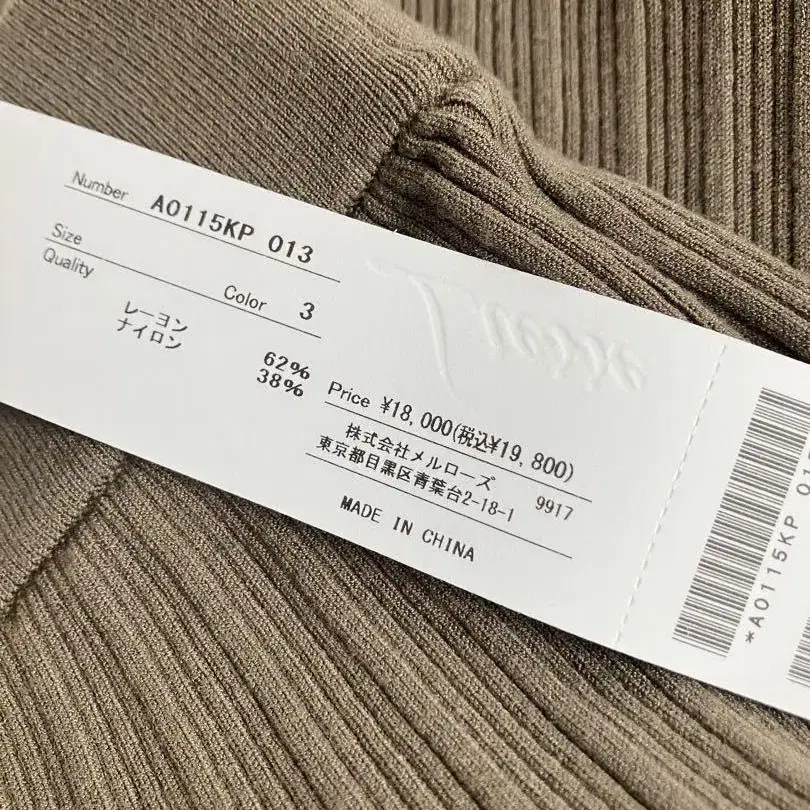 Number A0115KP 013
Size Color 3
Quality
レーヨン 62%
ナイロン 38%
Price ¥18,000(税込¥19,800)
株式会社メルローズ
東京都目黒区青葉台2-18-1 9917
MADE IN CHINA
*A0115KP